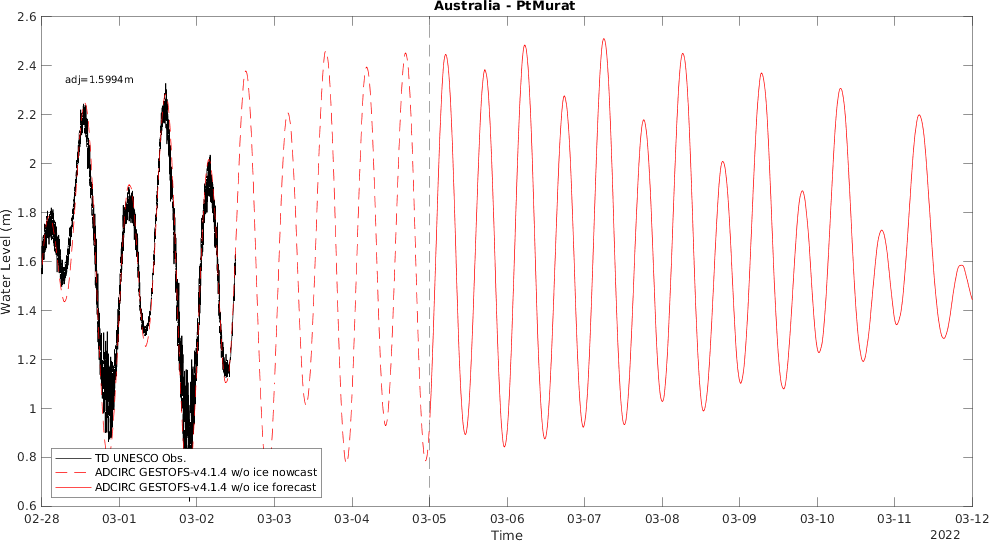 Australia - PtMurat
2.6
2.4
adj=1.5994m
2.2
2
1.8
Water Level (m)
1.6
1.4
1.2
1
0.8
0.6
TD UNESCO Obs.
ADCIRC GESTOFS-v4.1.4 w/o ice nowcast
ADCIRC GESTOFS-v4.1.4 w/o ice forecast
02-28 03-01 03-02 03-03 03-04 03-05 03-06 03-07 03-08 03-09 03-10 03-11 03-12
Time
2022